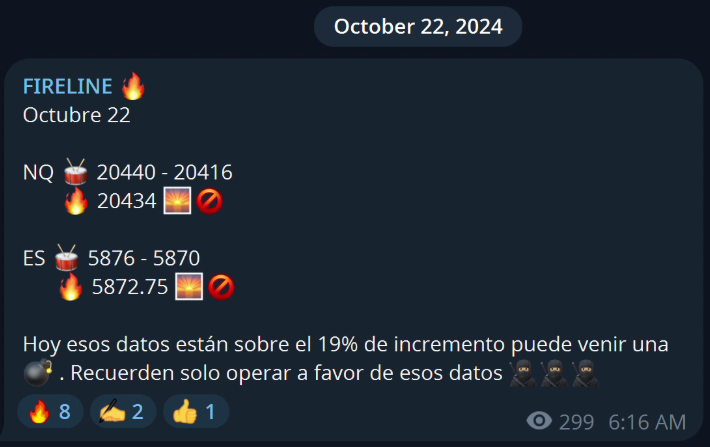 October 22, 2024
FIRELINE 🔥
Octubre 22
NQ 🥁 20440 - 20416
🔥 20434 🌅 🚫
ES 🥁 5876 - 5870
🔥 5872.75 🌅 🚫
Hoy esos datos están sobre el 19% de incremento puede venir una
💣 . Recuerden solo operar a favor de esos datos 🥷🥷🥷
🔥 8 ✍️ 2 👍 1 299 6:16 AM